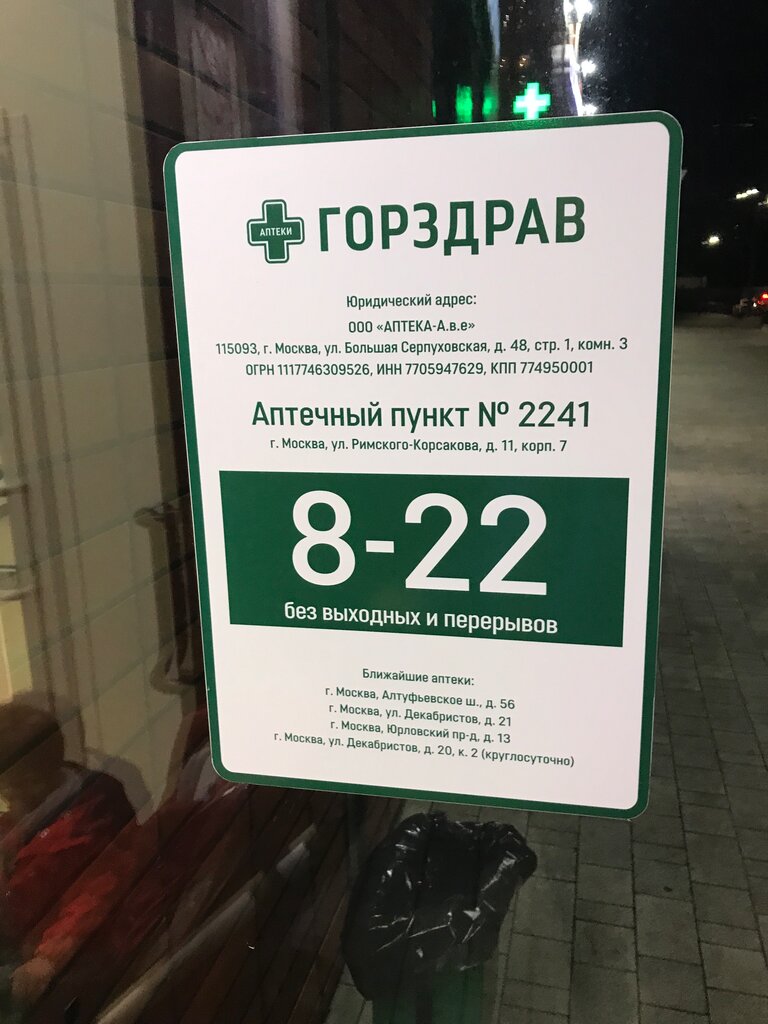 АПТЕКИ ГОРЗДРАВ
Юридический адрес:
ООО «АПТЕКА-А.в.е»
115093, г. Москва, ул. Большая Серпуховская, д. 48, стр. 1, комн. 3
ОГРН 1117746309526, ИНН 7705947629, КПП 774950001
Аптечный пункт № 2241
г. Москва, ул. Римского-Корсакова, д. 11, корп. 7
8-22
без выходных и перерывов
Ближайшие аптеки:
г. Москва, Алтуфьевское ш., д. 56
г. Москва, ул. Декабристов, д. 21
г. Москва, Юрловский пр-д, д. 13
г. Москва, ул. Декабристов, д. 20, к. 2 (круглосуточно)